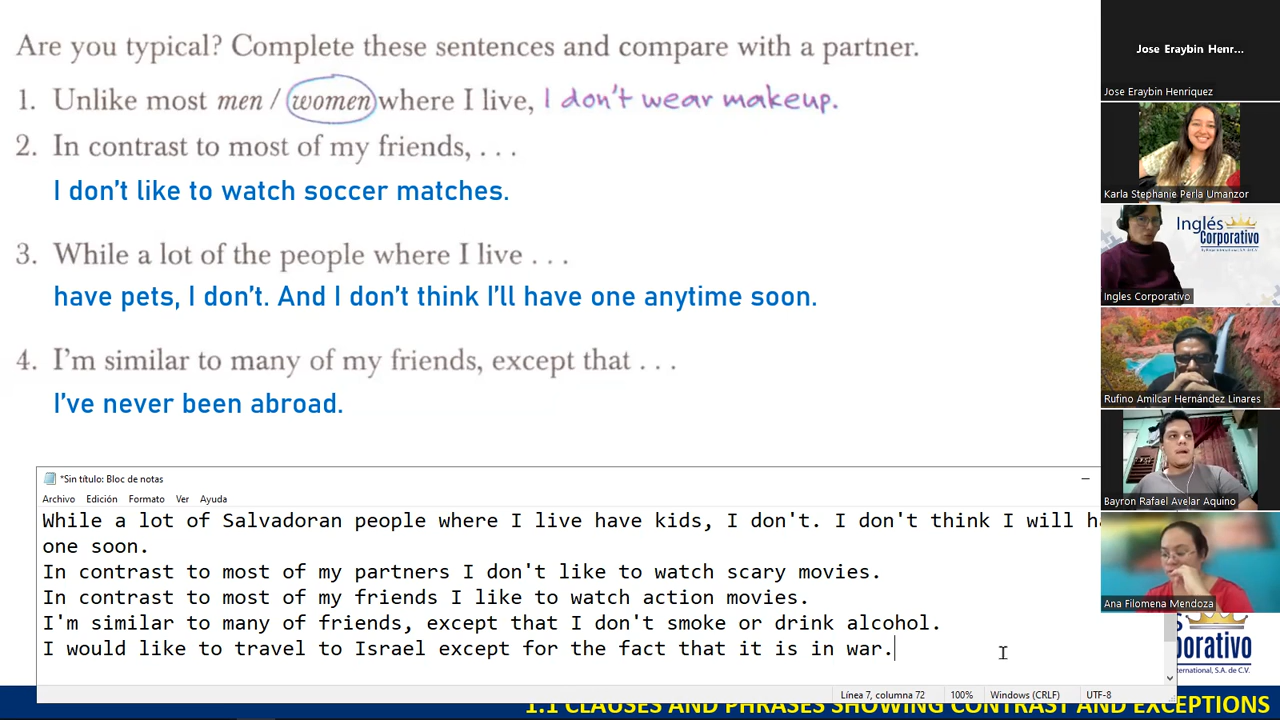 Are you typical? Complete these sentences and compare with a partner.
1. Unlike most men / women where I live, I don't wear makeup.
2. In contrast to most of my friends, . . .
I don't like to watch soccer matches.
3. While a lot of the people where I live . . .
have pets, I don't. And I don't think I'll have one anytime soon.
4. I'm similar to many of my friends, except that . . .
I've never been abroad.
*Sin título: Bloc de notas
Archivo Edición Formato Ver Ayuda
While a lot of Salvadoran people where I live have kids, I don't. I don't think I will
one soon.
In contrast to most of my partners I don't like to watch scary movies.
In contrast to most of my friends I like to watch action movies.
I'm similar to many of friends, except that I don't smoke or drink alcohol.
I would like to travel to Israel except for the fact that it is in war.
Línea 7, columna 72 100% Windows (CRLF) UTF-8
1.1 CLAUSES AND PHRASES SHOWING CONTRAST AND EXCEPTIONS
Jose Eraybin Henr...
Jose Eraybin Henriquez
Karla Stephanie Perla Umanzor
Inglés
Corporativo
Ingles Corporativo
Rufino Amilcar Hernández Linares
Bayron Rafael Avelar Aquino
Ana Filomena Mendoza
orporativo
ternational, S.A. de C.V.